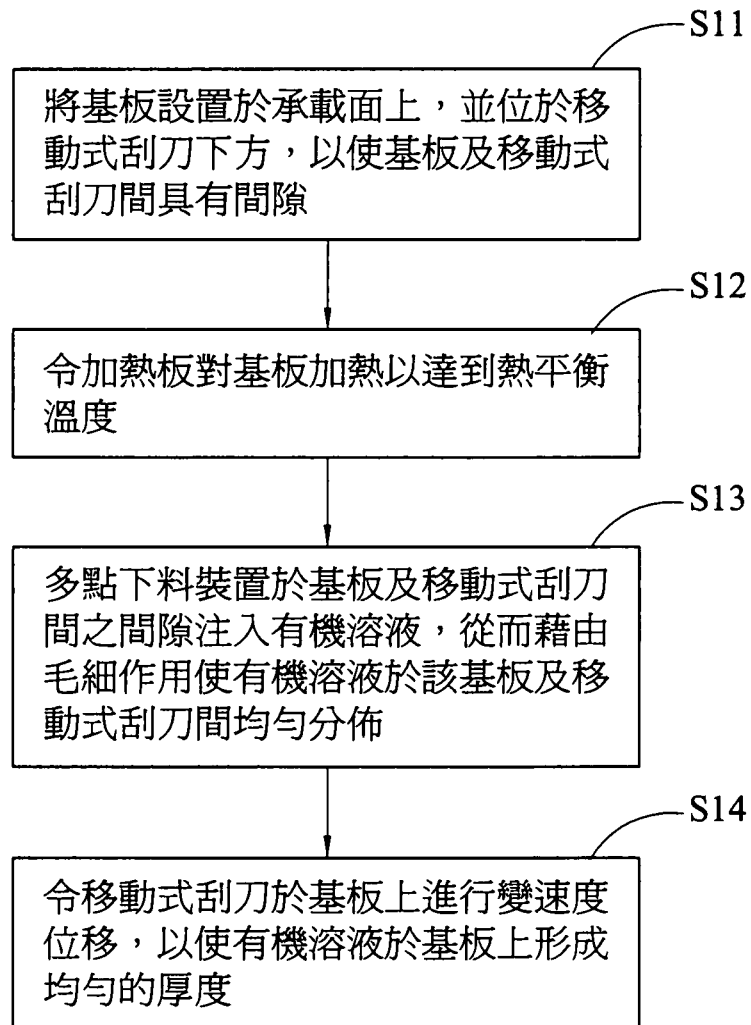 S11
將基板設置於承載面上，並位於移
動式刮刀下方，以使基板及移動式
刮刀間具有間隙
S12
令加熱板對基板加熱以達到熱平衡
溫度
S13
多點下料裝置於基板及移動式刮刀
間之間隙注入有機溶液，從而藉由
毛細作用使有機溶液於該基板及移
動式刮刀間均勻分佈
S14
令移動式刮刀於基板上進行變速度
位移，以使有機溶液於基板上形成
均勻的厚度